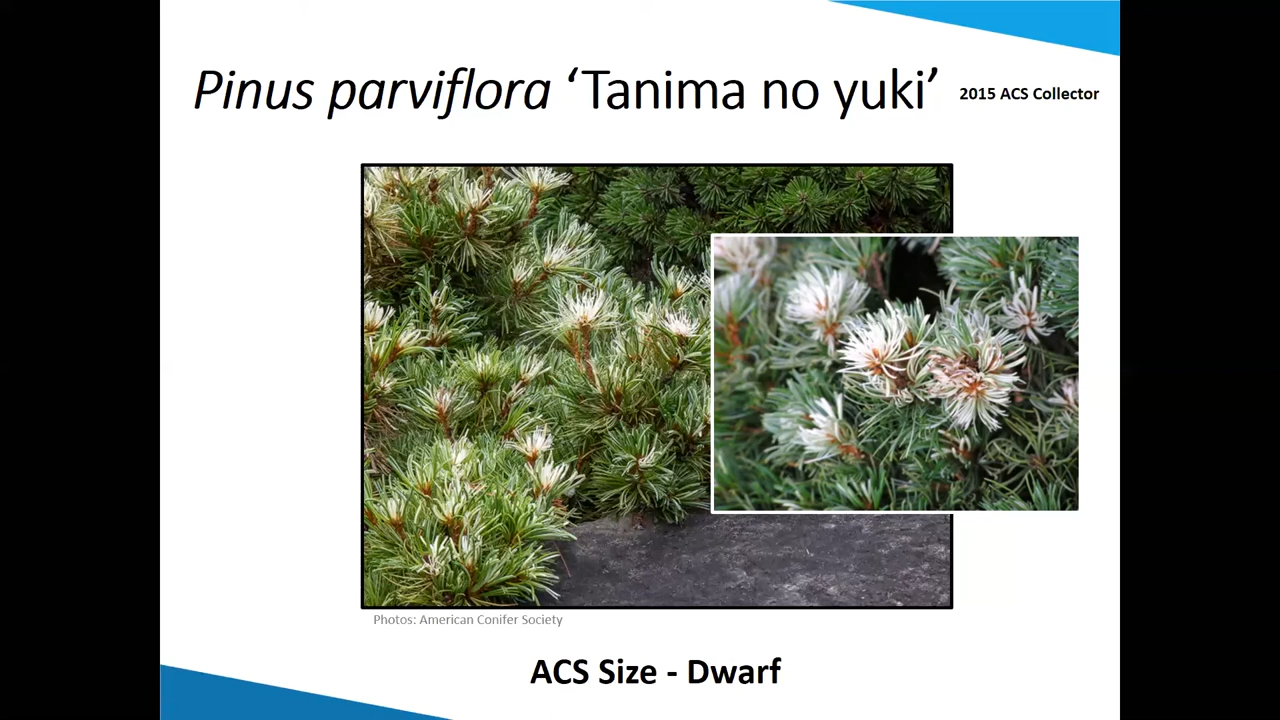 Pinus parviflora ‘Tanima no yuki’
2015 ACS Collector
Photos: American Conifer Society
ACS Size - Dwarf